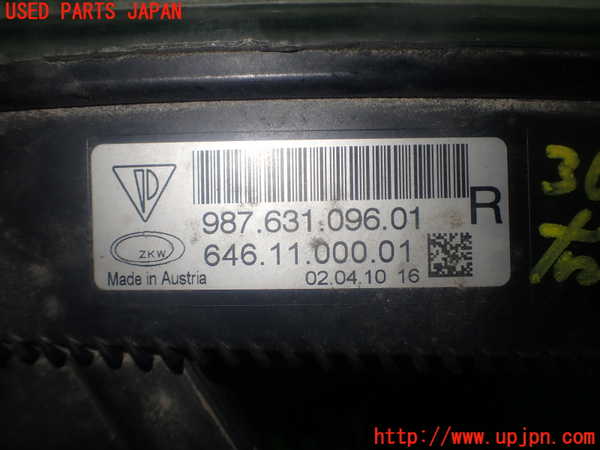 USED PARTS JAPAN
987.631.096.01
R
ZKW
646.11.000.01
Made in Austria
02.04.10 16
http://www.upjpn.com/